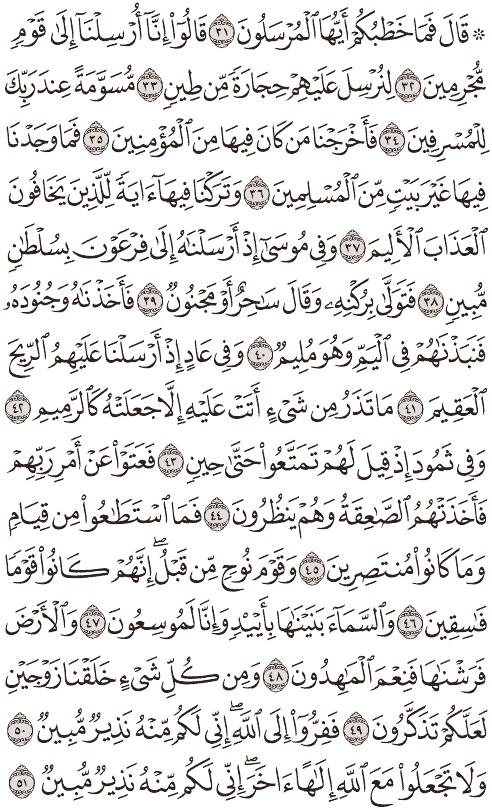 ۞ قَالَ فَمَا خَطۡبُكُمۡ أَيُّهَا ٱلۡمُرۡسَلُونَ ٣١ قَالُوٓاْ إِنَّآ أُرۡسِلۡنَآ إِلَىٰ قَوۡمٖ
مُّجۡرِمِينَ ٣٢ لِنُرۡسِلَ عَلَيۡهِمۡ حِجَارَةٗ مِّن طِينٖ ٣٣ مُّسَوَّمَةً عِندَ رَبِّكَ
لِلۡمُسۡرِفِينَ ٣٤ فَأَخۡرَجۡنَا مَن كَانَ فِيهَا مِنَ ٱلۡمُؤۡمِنِينَ ٣٥ فَمَا وَجَدۡنَا
فِيهَا غَيۡرَ بَيۡتٖ مِّنَ ٱلۡمُسۡلِمِينَ ٣٦ وَتَرَكۡنَا فِيهَآ ءَايَةٗ لِّلَّذِينَ يَخَافُونَ
ٱلۡعَذَابَ ٱلۡأَلِيمَ ٣٧ وَفِي مُوسَىٰٓ إِذۡ أَرۡسَلۡنَٰهُ إِلَىٰ فِرۡعَوۡنَ بِسُلۡطَٰنٖ
مُّبِينٖ ٣٨ فَتَوَلَّىٰ بِرُكۡنِهِۦ وَقَالَ سَٰحِرٌ أَوۡ مَجۡنُونٞ ٣٩ فَأَخَذۡنَٰهُ وَجُنُودَهُۥ
فَنَبَذۡنَٰهُمۡ فِي ٱلۡيَمِّ وَهُوَ مُلِيمٞ ٤٠ وَفِي عَادٍ إِذۡ أَرۡسَلۡنَا عَلَيۡهِمُ ٱلرِّيحَ
ٱلۡعَقِيمَ ٤١ مَا تَذَرُ مِن شَيۡءٍ أَتَتۡ عَلَيۡهِ إِلَّا جَعَلَتۡهُ كَٱلرَّمِيمِ ٤٢
وَفِي ثَمُودَ إِذۡ قِيلَ لَهُمۡ تَمَتَّعُواْ حَتَّىٰ حِينٖ ٤٣ فَعَتَوۡاْ عَنۡ أَمۡرِ رَبِّهِمۡ
فَأَخَذَتۡهُمُ ٱلصَّٰعِقَةُ وَهُمۡ يَنظُرُونَ ٤٤ فَمَا ٱسۡتَطَٰعُواْ مِن قِيَامٖ
وَمَا كَانُواْ مُنتَصِرِينَ ٤٥ وَقَوۡمَ نُوحٖ مِّن قَبۡلُۖ إِنَّهُمۡ كَانُواْ قَوۡمٗا
فَٰسِقِينَ ٤٦ وَٱلسَّمَآءَ بَنَيۡنَٰهَا بِأَيۡيْدٖ وَإِنَّا لَمُوسِعُونَ ٤٧ وَٱلۡأَرۡضَ
فَرَشۡنَٰهَا فَنِعۡمَ ٱلۡمَٰهِدُونَ ٤٨ وَمِن كُلِّ شَيۡءٍ خَلَقۡنَا زَوۡجَيۡنِ
لَعَلَّكُمۡ تَذَكَّرُونَ ٤٩ فَفِرُّوٓاْ إِلَى ٱللَّهِۖ إِنِّي لَكُم مِّنۡهُ نَذِيرٞ مُّبِينٞ ٥٠
وَلَا تَجۡعَلُواْ مَعَ ٱللَّهِ إِلَٰهًا ءَاخَرَۖ إِنِّي لَكُم مِّنۡهُ نَذِيرٞ مُّبِينٞ ٥١